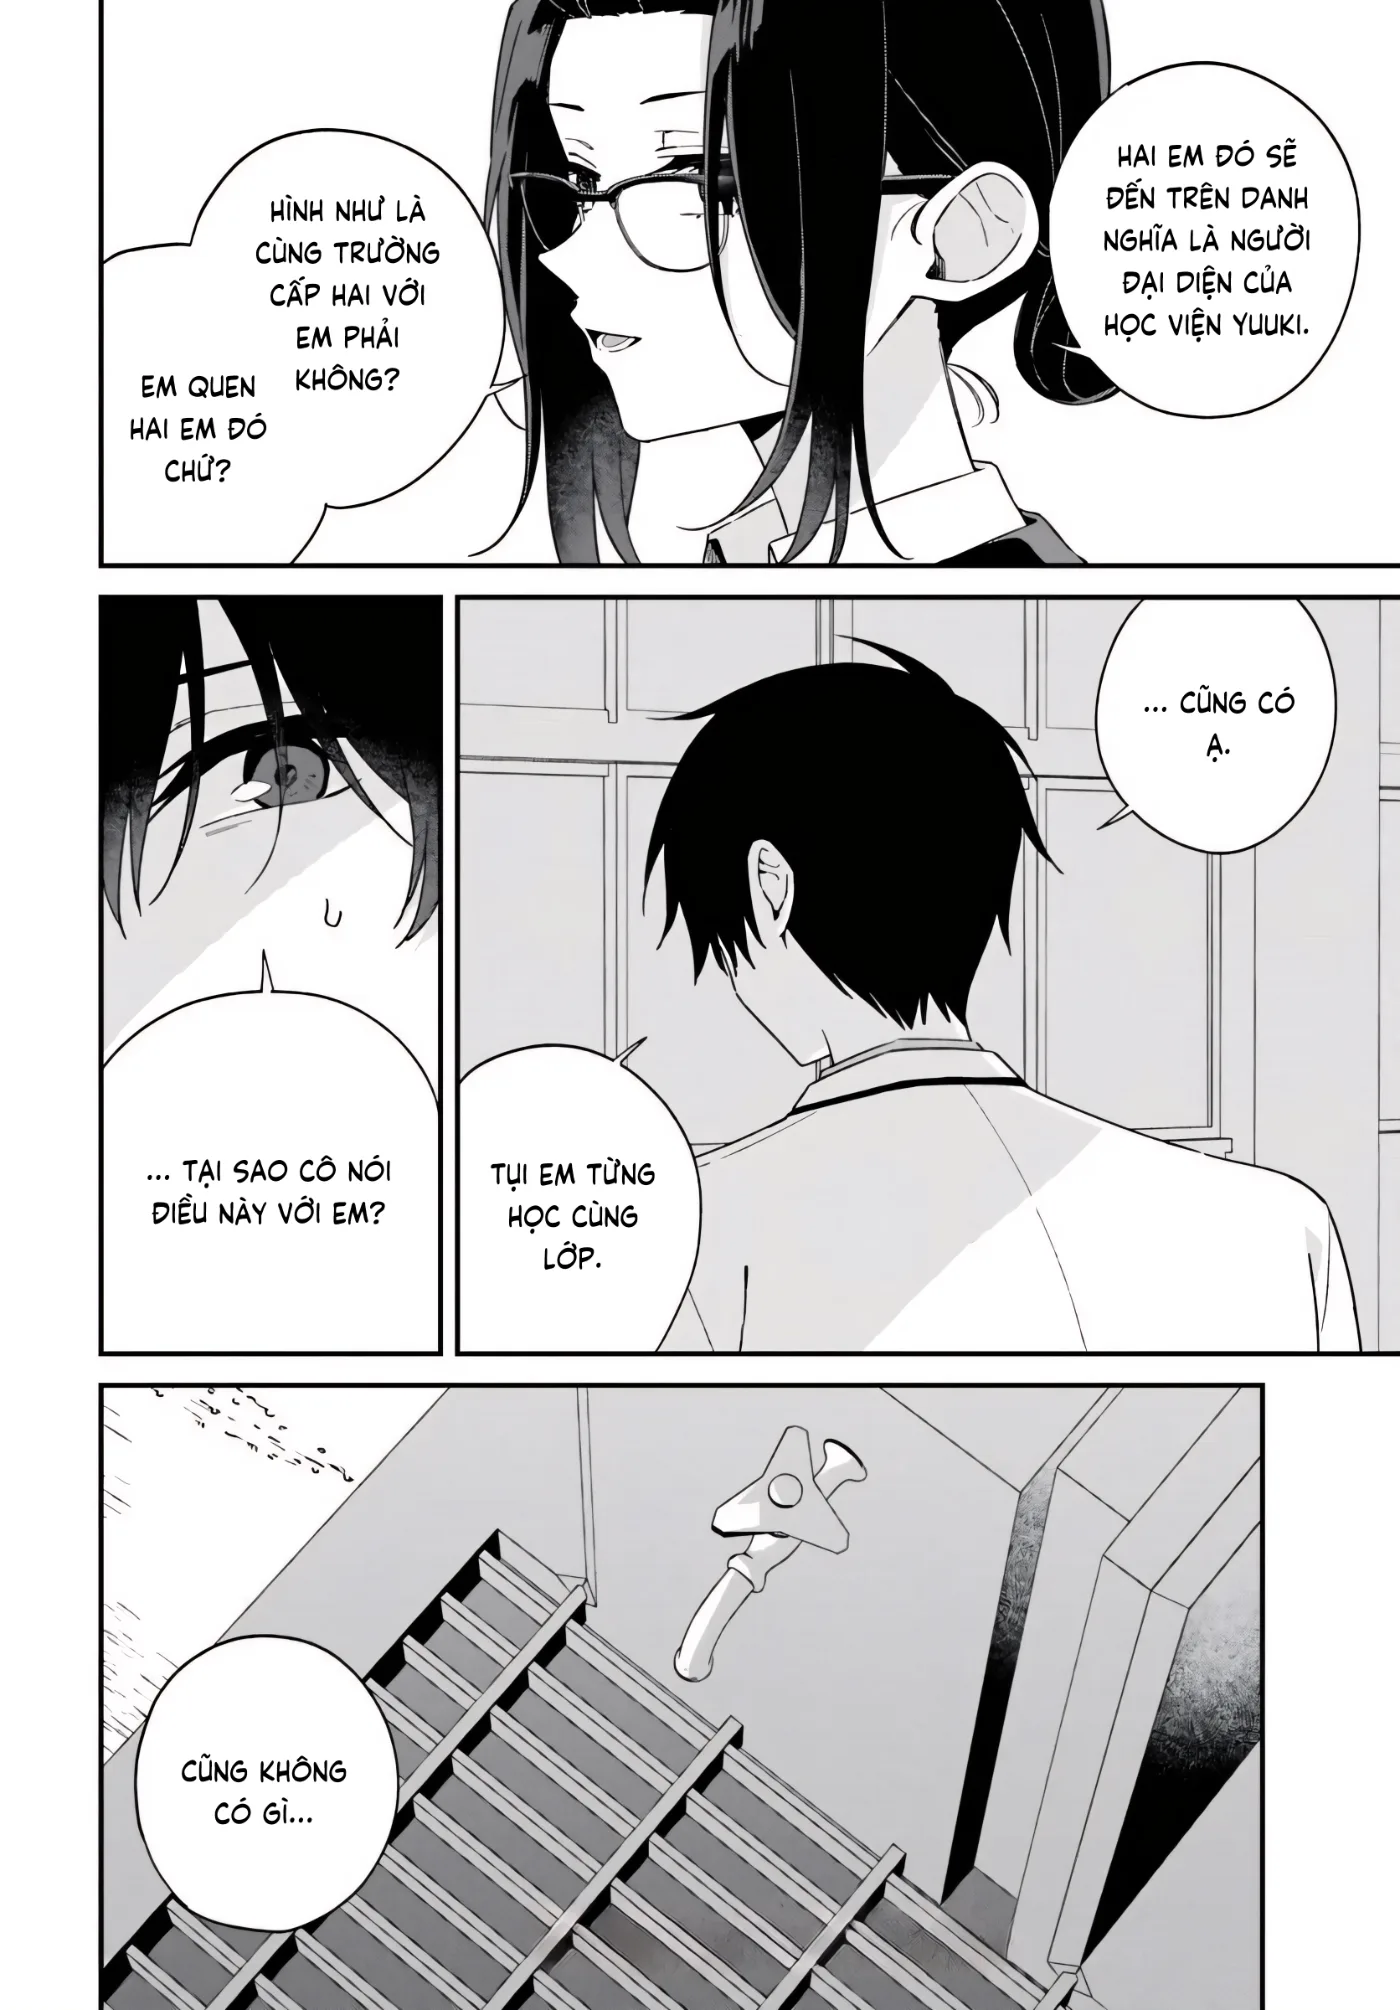 HAI EM ĐÓ SẼ
ĐẾN TRÊN DANH
NGHĨA LÀ NGƯỜI
ĐẠI DIỆN CỦA
HỌC VIỆN YUUKI.
HÌNH NHƯ LÀ
CÙNG TRƯỜNG
CẤP HAI VỚI
EM PHẢI
KHÔNG?
EM QUEN
HAI EM ĐÓ
CHỨ?
... CŨNG CÓ
Ạ.
TỤI EM TỪNG
HỌC CÙNG
LỚP.
... TẠI SAO CÔ NÓI
ĐIỀU NÀY VỚI EM?
CŨNG KHÔNG
CÓ GÌ...